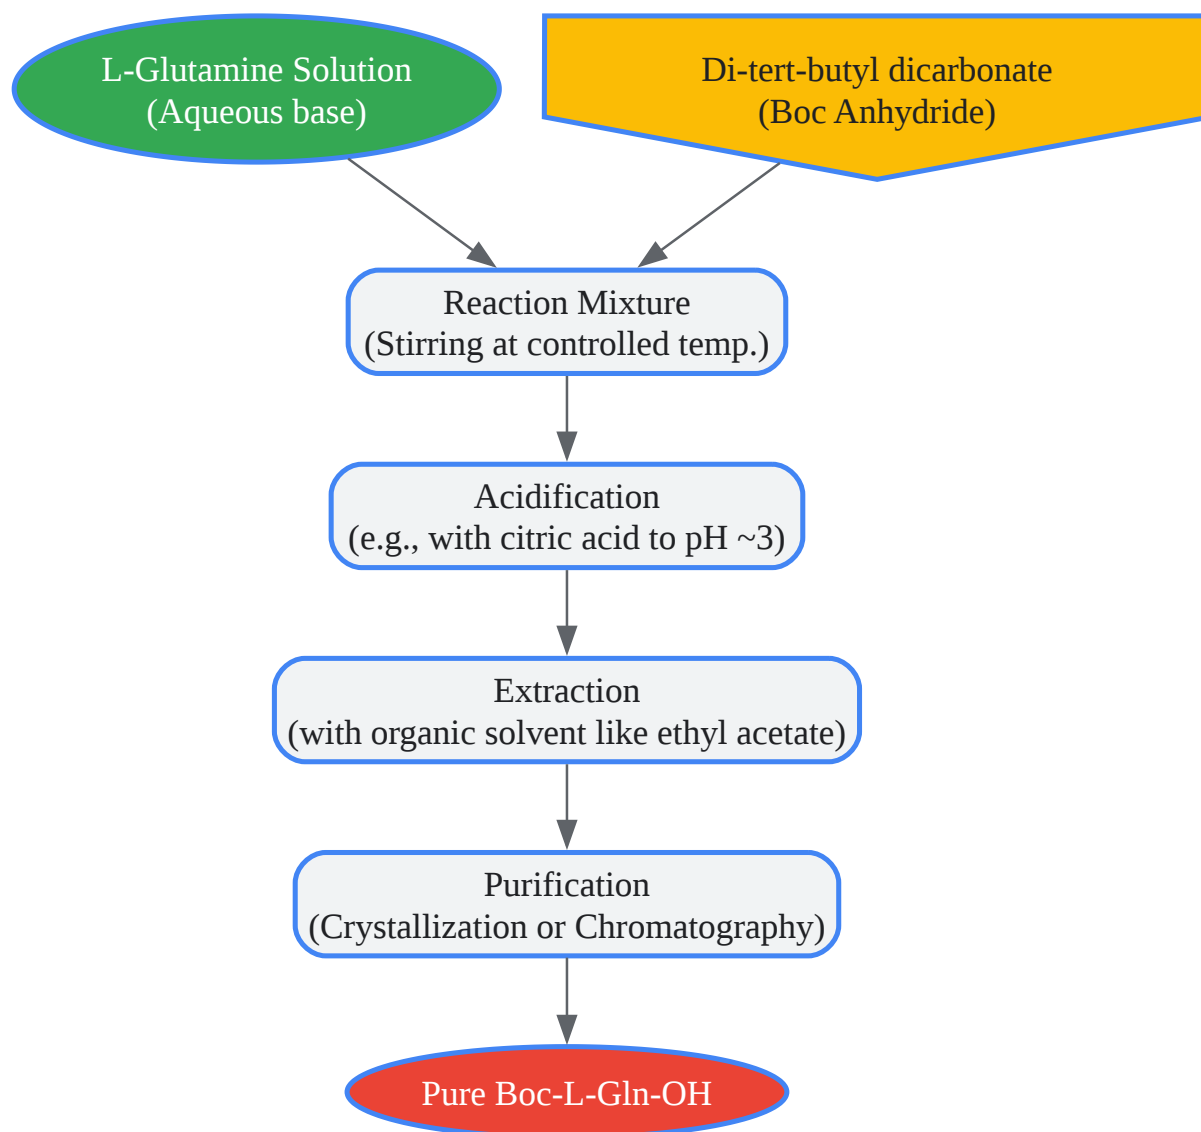 L-Glutamine Solution
(Aqueous base)
Di-tert-butyl dicarbonate
(Boc Anhydride)
Reaction Mixture
(Stirring at controlled temp.)
Acidification
(e.g., with citric acid to pH ~3)
Extraction
(with organic solvent like ethyl acetate)
Purification
(Crystallization or Chromatography)
Pure Boc-L-Gln-OH